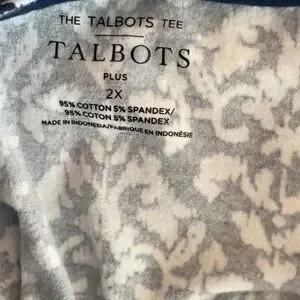 THE TALBOTS TEE
TALBOTS
PLUS
2X
95% COTTON 5% SPANDEX/
95% COTTON 5% SPANDEX
MADE IN INDONESIA/FABRIQUÉ EN INDONÉSIE